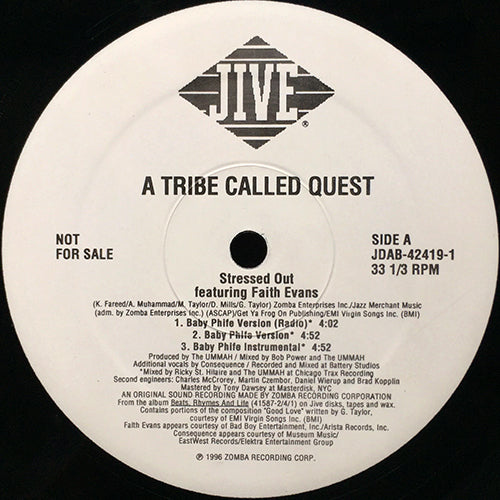 JIVE
®
A TRIBE CALLED QUEST
NOT
FOR SALE
SIDE A
JDAB-42419-1
33 1/3 RPM
Stressed Out
featuring Faith Evans
(K. Fareed/A. Muhammad/M. Taylor/D. Mills/G. Taylor) Zomba Enterprises Inc./Jazz Merchant Music
(adm. by Zomba Enterprises Inc.) (ASCAP)/Get Ya Frog On Publishing/EMI Virgin Songs Inc. (BMI)
1. Baby Phife Version (Radio)* 4:02
2. Baby Phife Version* 4:52
3. Baby Phife Instrumental* 4:52
Produced by The UMMAH / Mixed by Bob Power and The UMMAH
Additional vocals by Consequence / Recorded and Mixed at Battery Studios
*Mixed by Ricky St. Hilaire and The UMMAH at Chicago Trax Recording
Second engineers: Charles McCrorey, Martin Czembor, Daniel Wierup and Brad Kopplin
Mastered by Tony Dawsey at Masterdisk, NYC
AN ORIGINAL SOUND RECORDING MADE BY ZOMBA RECORDING CORPORATION
From the album Beats, Rhymes And Life (41587-2/4/1) on Jive discs, tapes and wax.
Contains portions of the composition "Good Love" written by G. Taylor,
courtesy of EMI Virgin Songs Inc. (BMI)
Faith Evans appears courtesy of Bad Boy Entertainment, Inc./Arista Records, Inc.
Consequence appears courtesy of Museum Music/
EastWest Records/Elektra Entertainment Group
℗ 1996 ZOMBA RECORDING CORP.